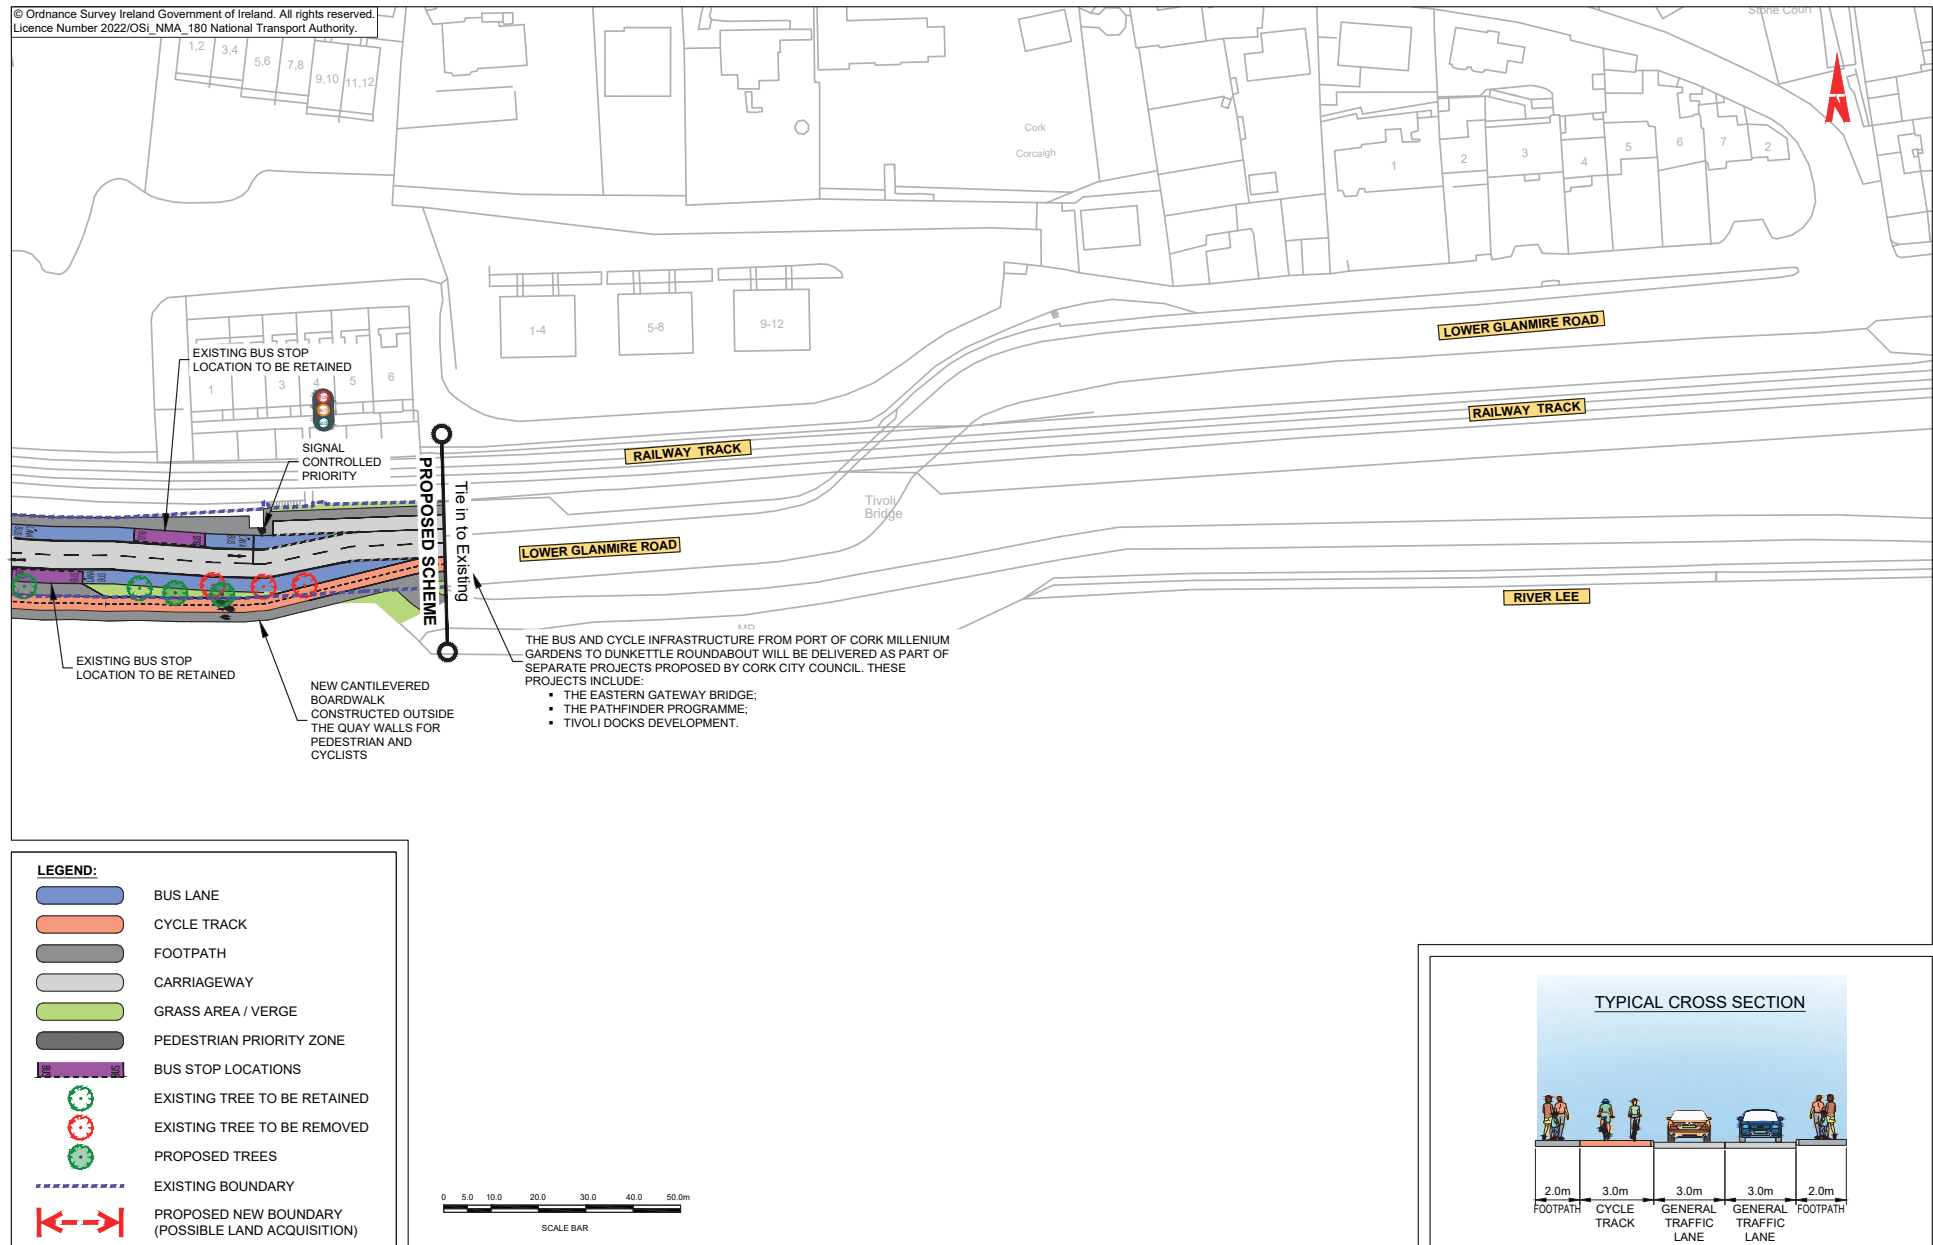 © Ordnance Survey Ireland Government of Ireland. All rights reserved.
Licence Number 2022/OSi_NMA_180 National Transport Authority.
Stone Court
1,2
3,4
5,6
7,8
9,10
11,12
Cork
Corcaigh
1
2
3
4
5
6
7
2
1-4
5-8
9-12
LOWER GLANMIRE ROAD
EXISTING BUS STOP
LOCATION TO BE RETAINED
1
3
4
5
6
RAILWAY TRACK
RAILWAY TRACK
SIGNAL
CONTROLLED
PRIORITY
PROPOSED SCHEME
Tie in to Existing
Tivoli
Bridge
LOWER GLANMIRE ROAD
RIVER LEE
MP
EXISTING BUS STOP
LOCATION TO BE RETAINED
NEW CANTILEVERED
BOARDWALK
CONSTRUCTED OUTSIDE
THE QUAY WALLS FOR
PEDESTRIAN AND
CYCLISTS
THE BUS AND CYCLE INFRASTRUCTURE FROM PORT OF CORK MILLENIUM
GARDENS TO DUNKETTLE ROUNDABOUT WILL BE DELIVERED AS PART OF
SEPARATE PROJECTS PROPOSED BY CORK CITY COUNCIL. THESE
PROJECTS INCLUDE:
▪ THE EASTERN GATEWAY BRIDGE;
▪ THE PATHFINDER PROGRAMME;
▪ TIVOLI DOCKS DEVELOPMENT.
LEGEND:
BUS LANE
CYCLE TRACK
FOOTPATH
CARRIAGEWAY
GRASS AREA / VERGE
PEDESTRIAN PRIORITY ZONE
BUS STOP LOCATIONS
EXISTING TREE TO BE RETAINED
EXISTING TREE TO BE REMOVED
PROPOSED TREES
EXISTING BOUNDARY
PROPOSED NEW BOUNDARY
(POSSIBLE LAND ACQUISITION)
0 5.0 10.0 20.0 30.0 40.0 50.0m
SCALE BAR
TYPICAL CROSS SECTION
2.0m 3.0m 3.0m 3.0m 2.0m
FOOTPATH
CYCLE
TRACK
GENERAL
TRAFFIC
LANE
GENERAL
TRAFFIC
LANE
FOOTPATH
N